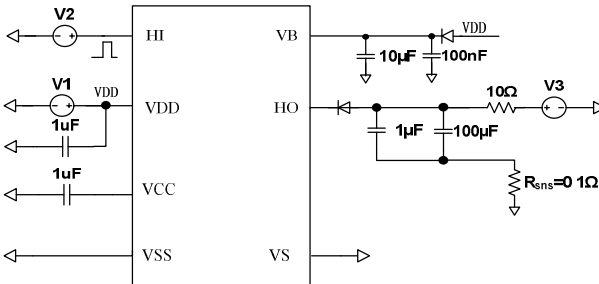 V2
HI
VB
VDD
10μF
100nF
V1
VDD
VDD
HO
10Ω
V3
1uF
1μF
100μF
1uF
VCC
Rsns=0 1Ω
VSS
VS